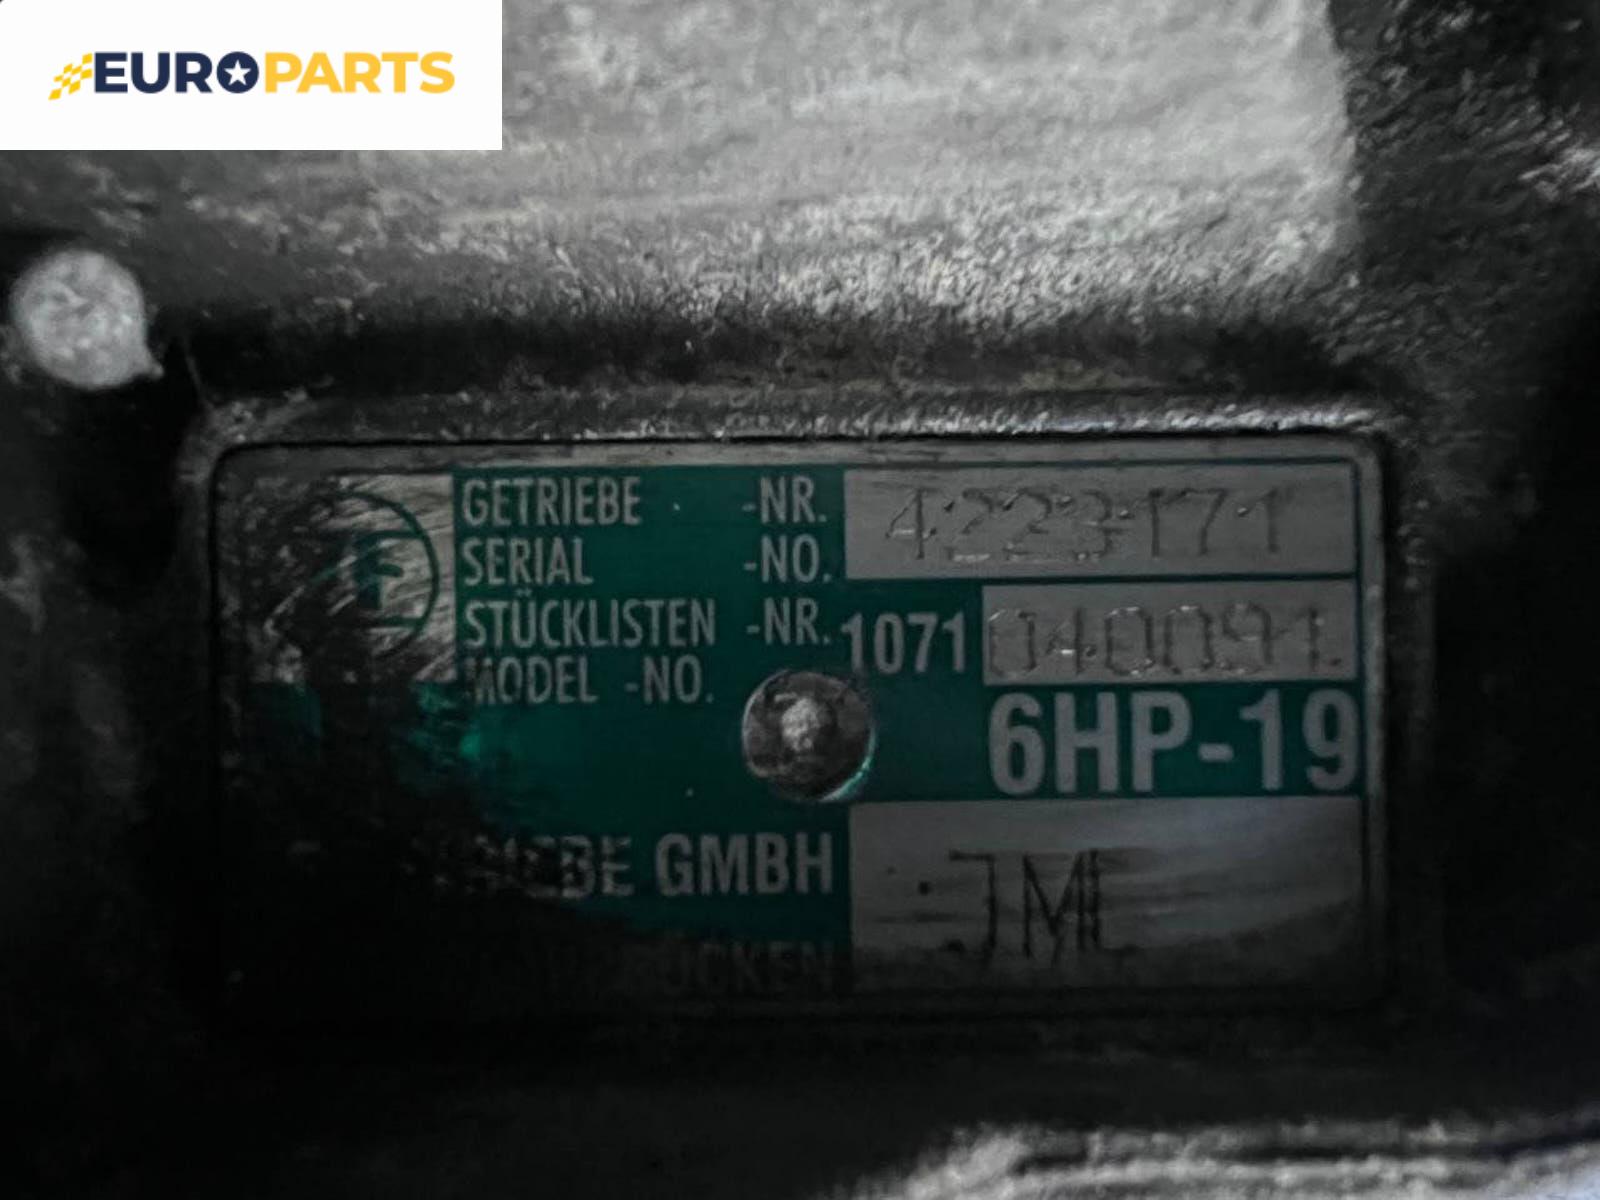 EUROPARTS
GETRIEBE -NR. 4223171
SERIAL -NO.
STÜCKLISTEN -NR. 1071 040091.
MODEL -NO.
6HP-19
GMBH JML